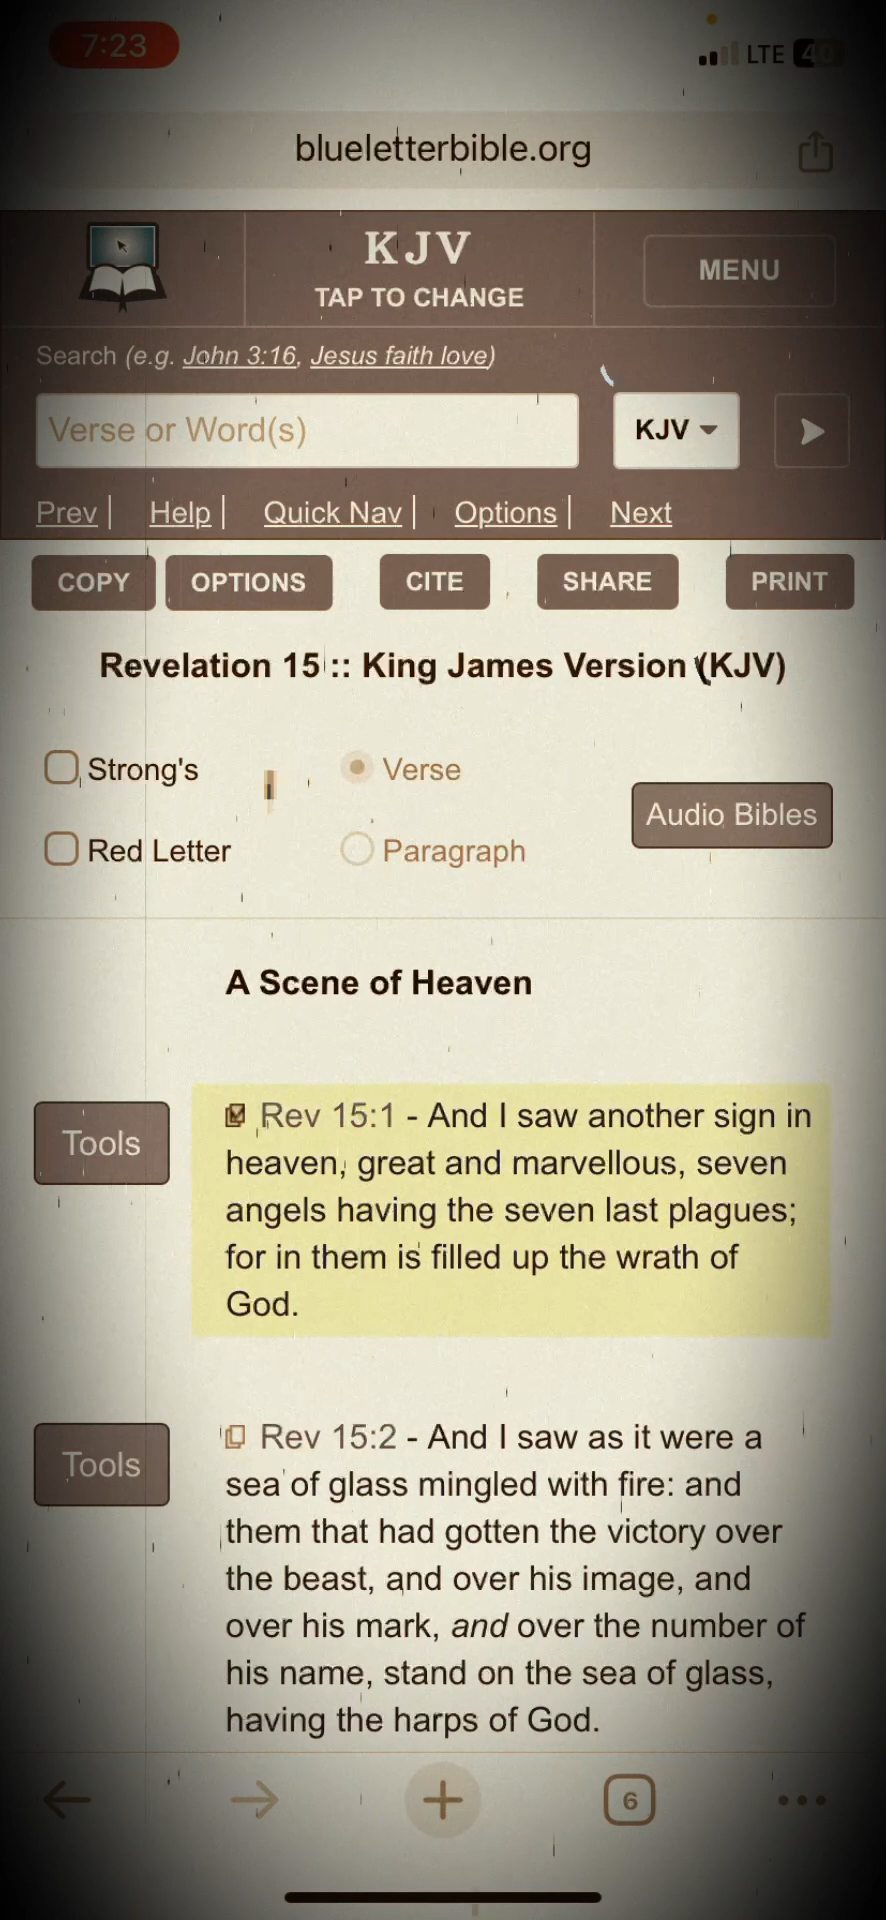 7:23
LTE 40
blueletterbible.org
KJV
TAP TO CHANGE
MENU
Search (e.g. John 3:16, Jesus faith love)
Verse or Word(s)
KJV
Prev | Help | Quick Nav | Options | Next
COPY OPTIONS CITE SHARE PRINT
Revelation 15 :: King James Version (KJV)
Strong's
Verse
Red Letter
Paragraph
Audio Bibles
A Scene of Heaven
Tools
Rev 15:1 - And I saw another sign in
heaven, great and marvellous, seven
angels having the seven last plagues;
for in them is filled up the wrath of
God.
Tools
Rev 15:2 - And I saw as it were a
sea of glass mingled with fire: and
them that had gotten the victory over
the beast, and over his image, and
over his mark, and over the number of
his name, stand on the sea of glass,
having the harps of God.
6